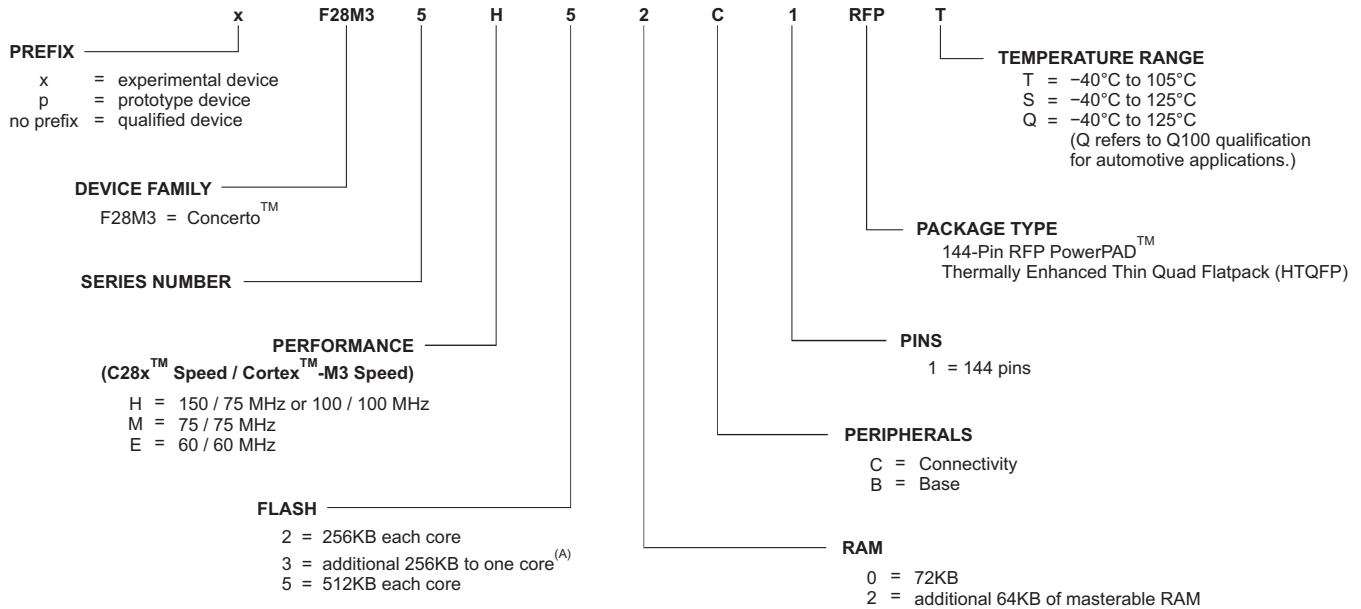 x F28M3 5 H 5 2 C 1 RFP T
PREFIX
x = experimental device
p = prototype device
no prefix = qualified device
TEMPERATURE RANGE
T = −40°C to 105°C
S = −40°C to 125°C
Q = −40°C to 125°C
(Q refers to Q100 qualification
for automotive applications.)
DEVICE FAMILY
F28M3 = Concerto™
PACKAGE TYPE
144-Pin RFP PowerPAD™
Thermally Enhanced Thin Quad Flatpack (HTQFP)
SERIES NUMBER
PERFORMANCE
(C28x™ Speed / Cortex™-M3 Speed)
H = 150 / 75 MHz or 100 / 100 MHz
M = 75 / 75 MHz
E = 60 / 60 MHz
PINS
1 = 144 pins
PERIPHERALS
C = Connectivity
B = Base
FLASH
2 = 256KB each core
3 = additional 256KB to one core(A)
5 = 512KB each core
RAM
0 = 72KB
2 = additional 64KB of masterable RAM